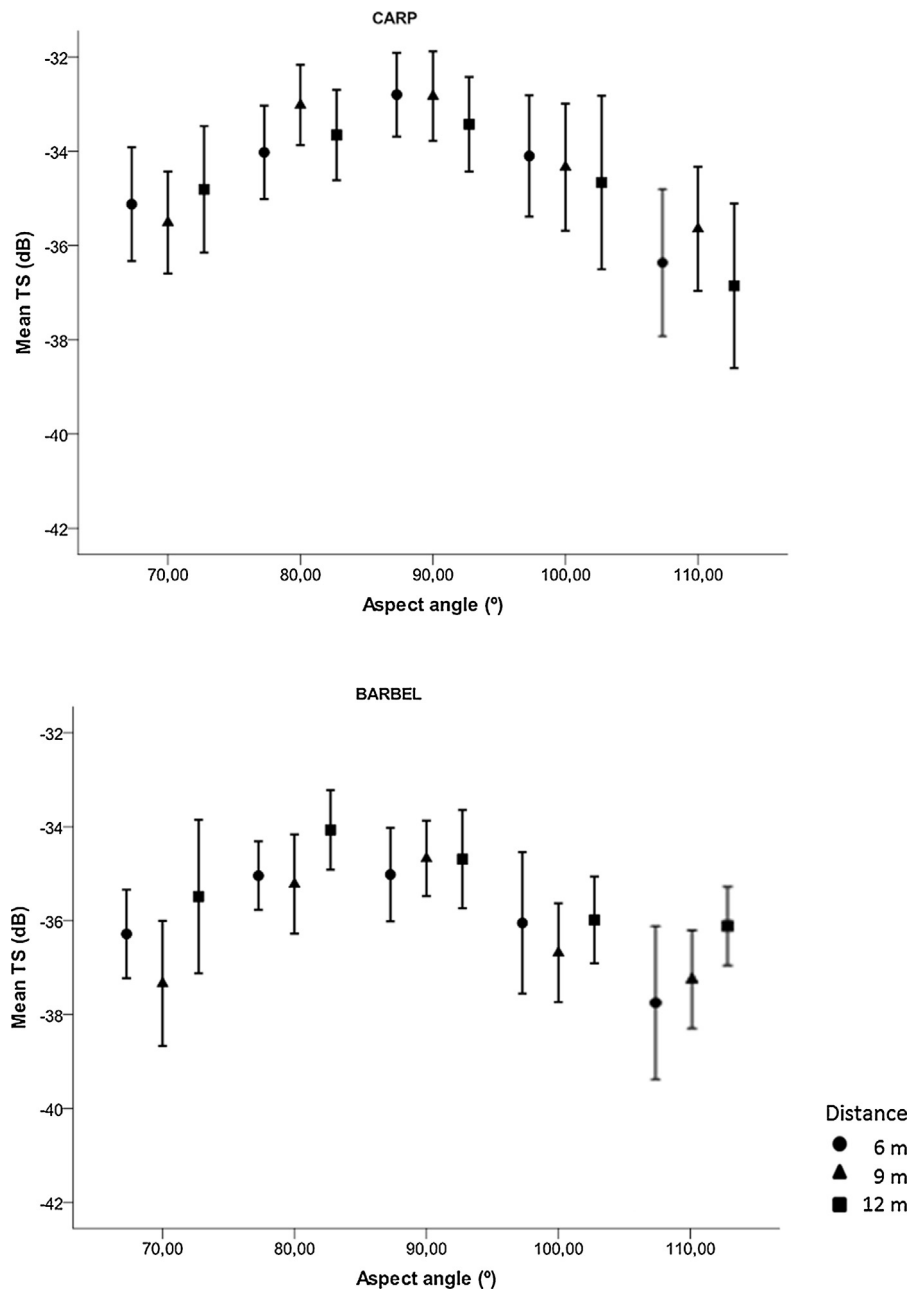 CARP
Mean TS (dB)
-32
-34
-36
-38
-40
-42
70,00 80,00 90,00 100,00 110,00
Aspect angle (º)
BARBEL
Mean TS (dB)
-32
-34
-36
-38
-40
-42
70,00 80,00 90,00 100,00 110,00
Aspect angle (º)
Distance
6 m
9 m
12 m